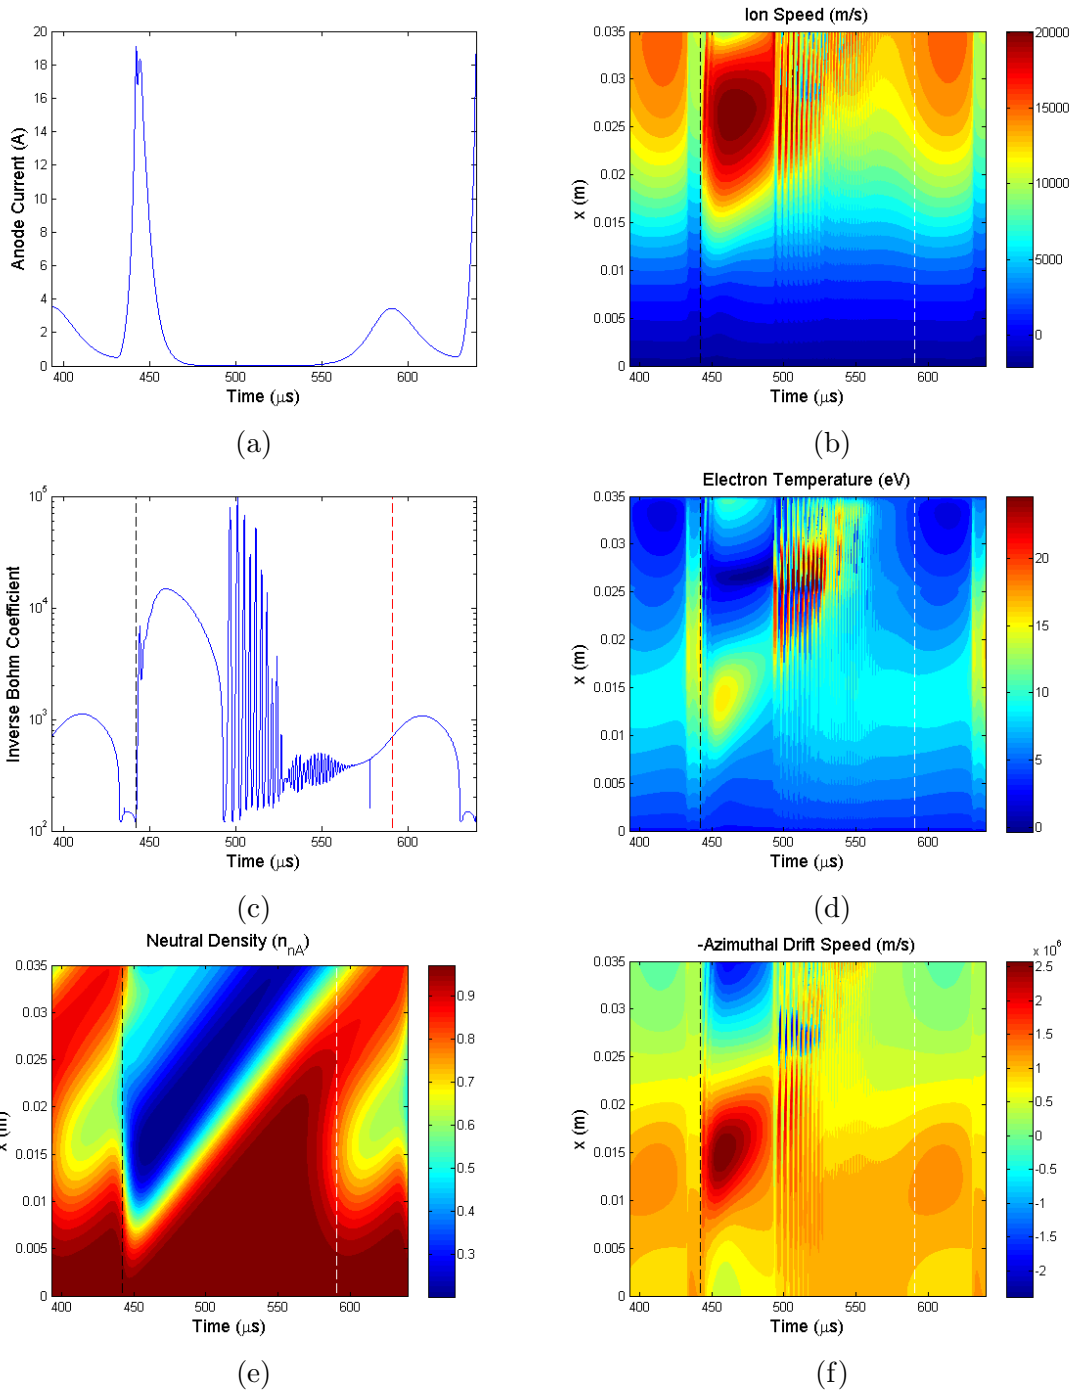 20
18
16
14
12
10
8
6
4
2
0
Anode Current (A)
400 450 500 550 600
Time (μs)
(a)
Ion Speed (m/s)
0.035
0.03
0.025
0.02
0.015
0.01
0.005
0
x (m)
400 450 500 550 600
Time (μs)
20000
15000
10000
5000
0
(b)
10^5
10^4
10^3
10^2
Inverse Bohm Coefficient
400 450 500 550 600
Time (μs)
(c)
Electron Temperature (eV)
0.035
0.03
0.025
0.02
0.015
0.01
0.005
0
x (m)
400 450 500 550 600
Time (μs)
20
15
10
5
0
(d)
Neutral Density (n_nA)
0.035
0.03
0.025
0.02
0.015
0.01
0.005
0
x (m)
400 450 500 550 600
Time (μs)
0.9
0.8
0.7
0.6
0.5
0.4
0.3
(e)
-Azimuthal Drift Speed (m/s)
0.035
0.03
0.025
0.02
0.015
0.01
0.005
0
x (m)
400 450 500 550 600
Time (μs)
x 10^6
2.5
2
1.5
1
0.5
0
-0.5
-1
-1.5
-2
(f)